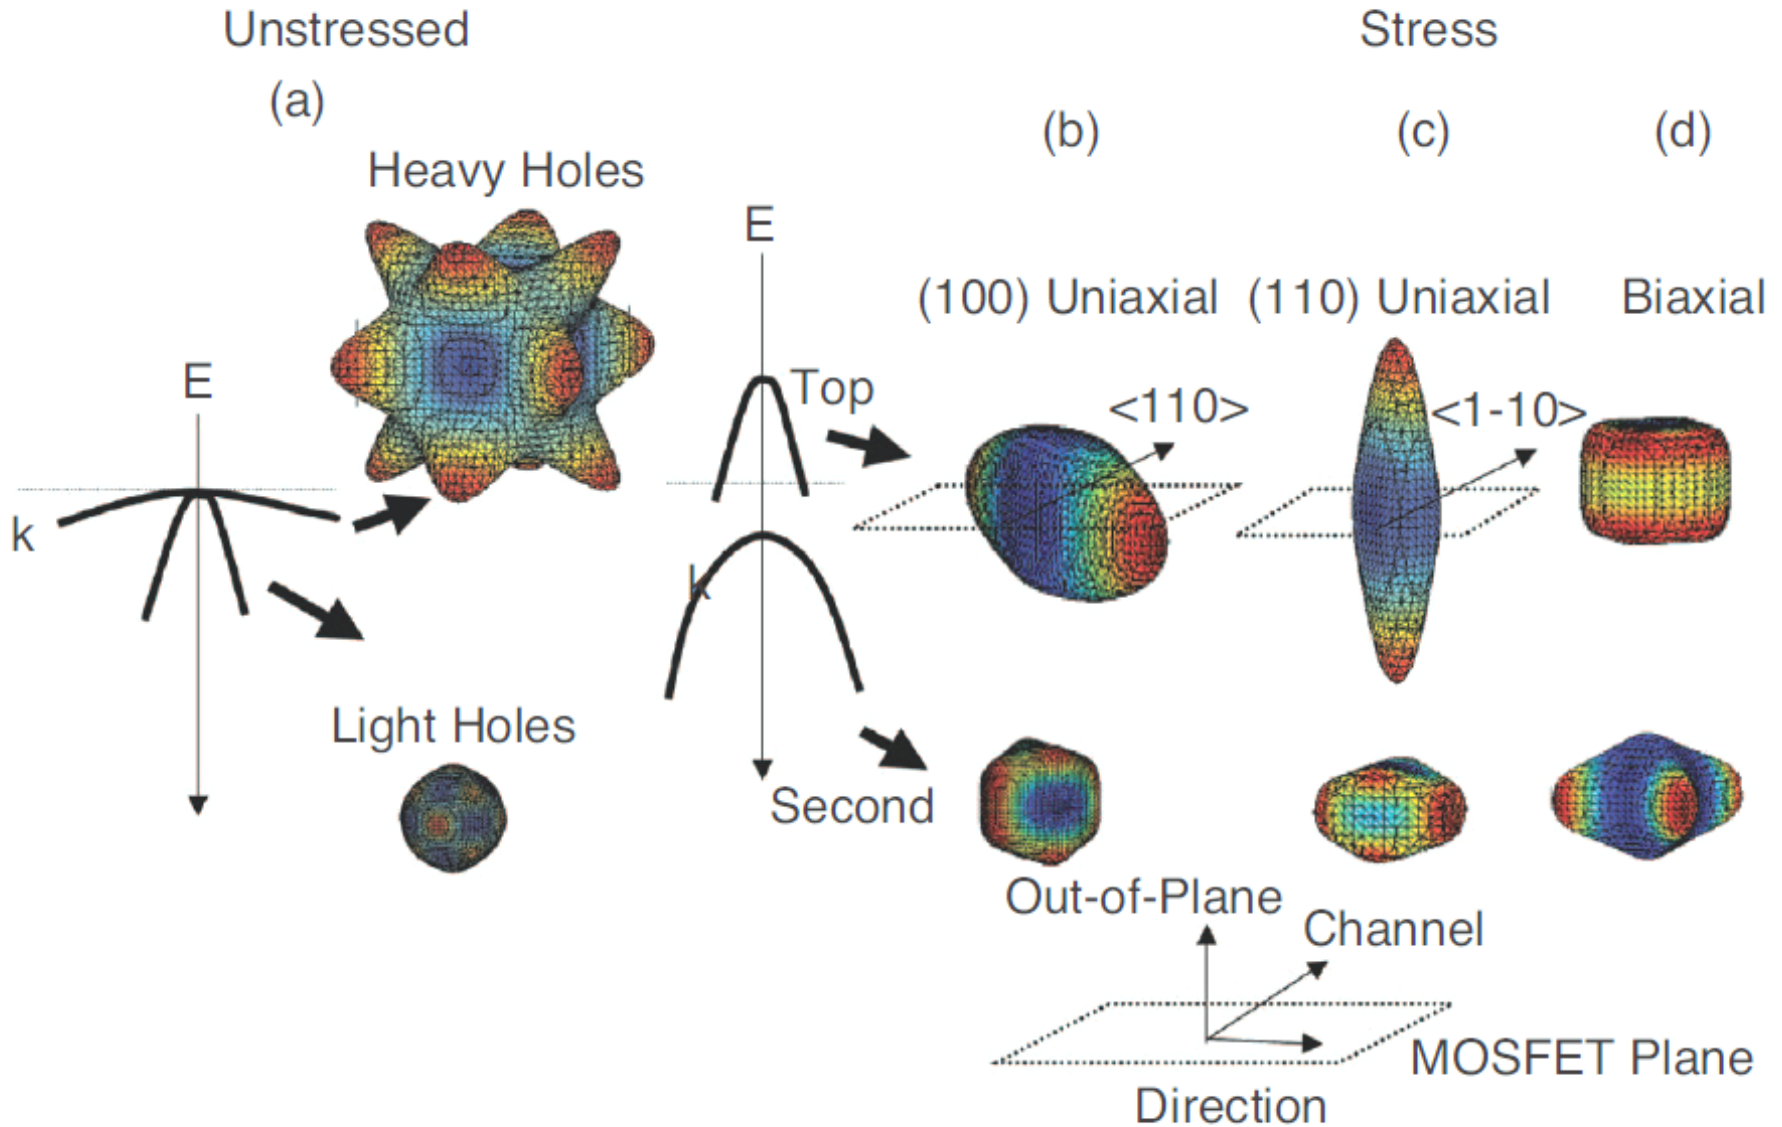 Unstressed
Stress
(a)
(b)
(c)
(d)
Heavy Holes
E
(100) Uniaxial
(110) Uniaxial
Biaxial
E
Top
<110>
<1-10>
k
k
Light Holes
Second
Out-of-Plane
Channel
MOSFET Plane
Direction